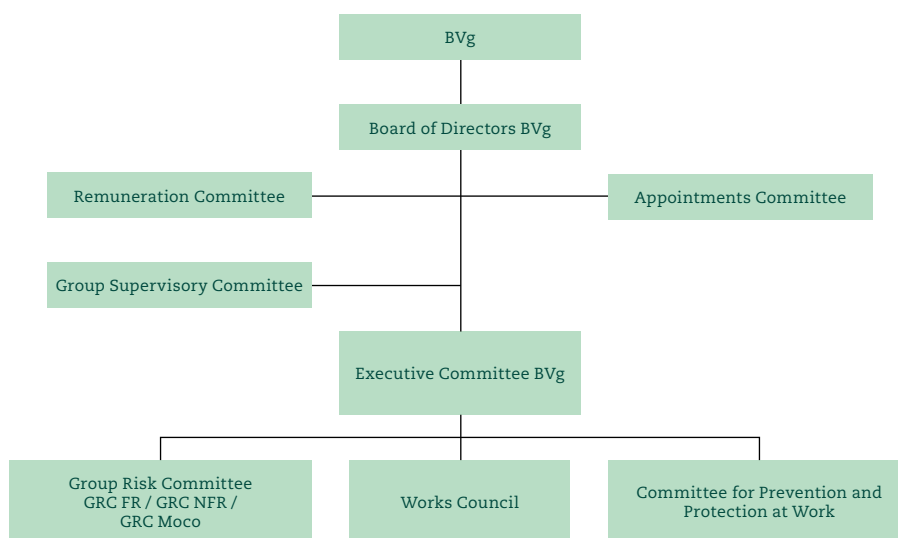 BVg
Board of Directors BVg
Remuneration Committee
Appointments Committee
Group Supervisory Committee
Executive Committee BVg
Group Risk Committee
GRC FR / GRC NFR /
GRC Moco
Works Council
Committee for Prevention and
Protection at Work